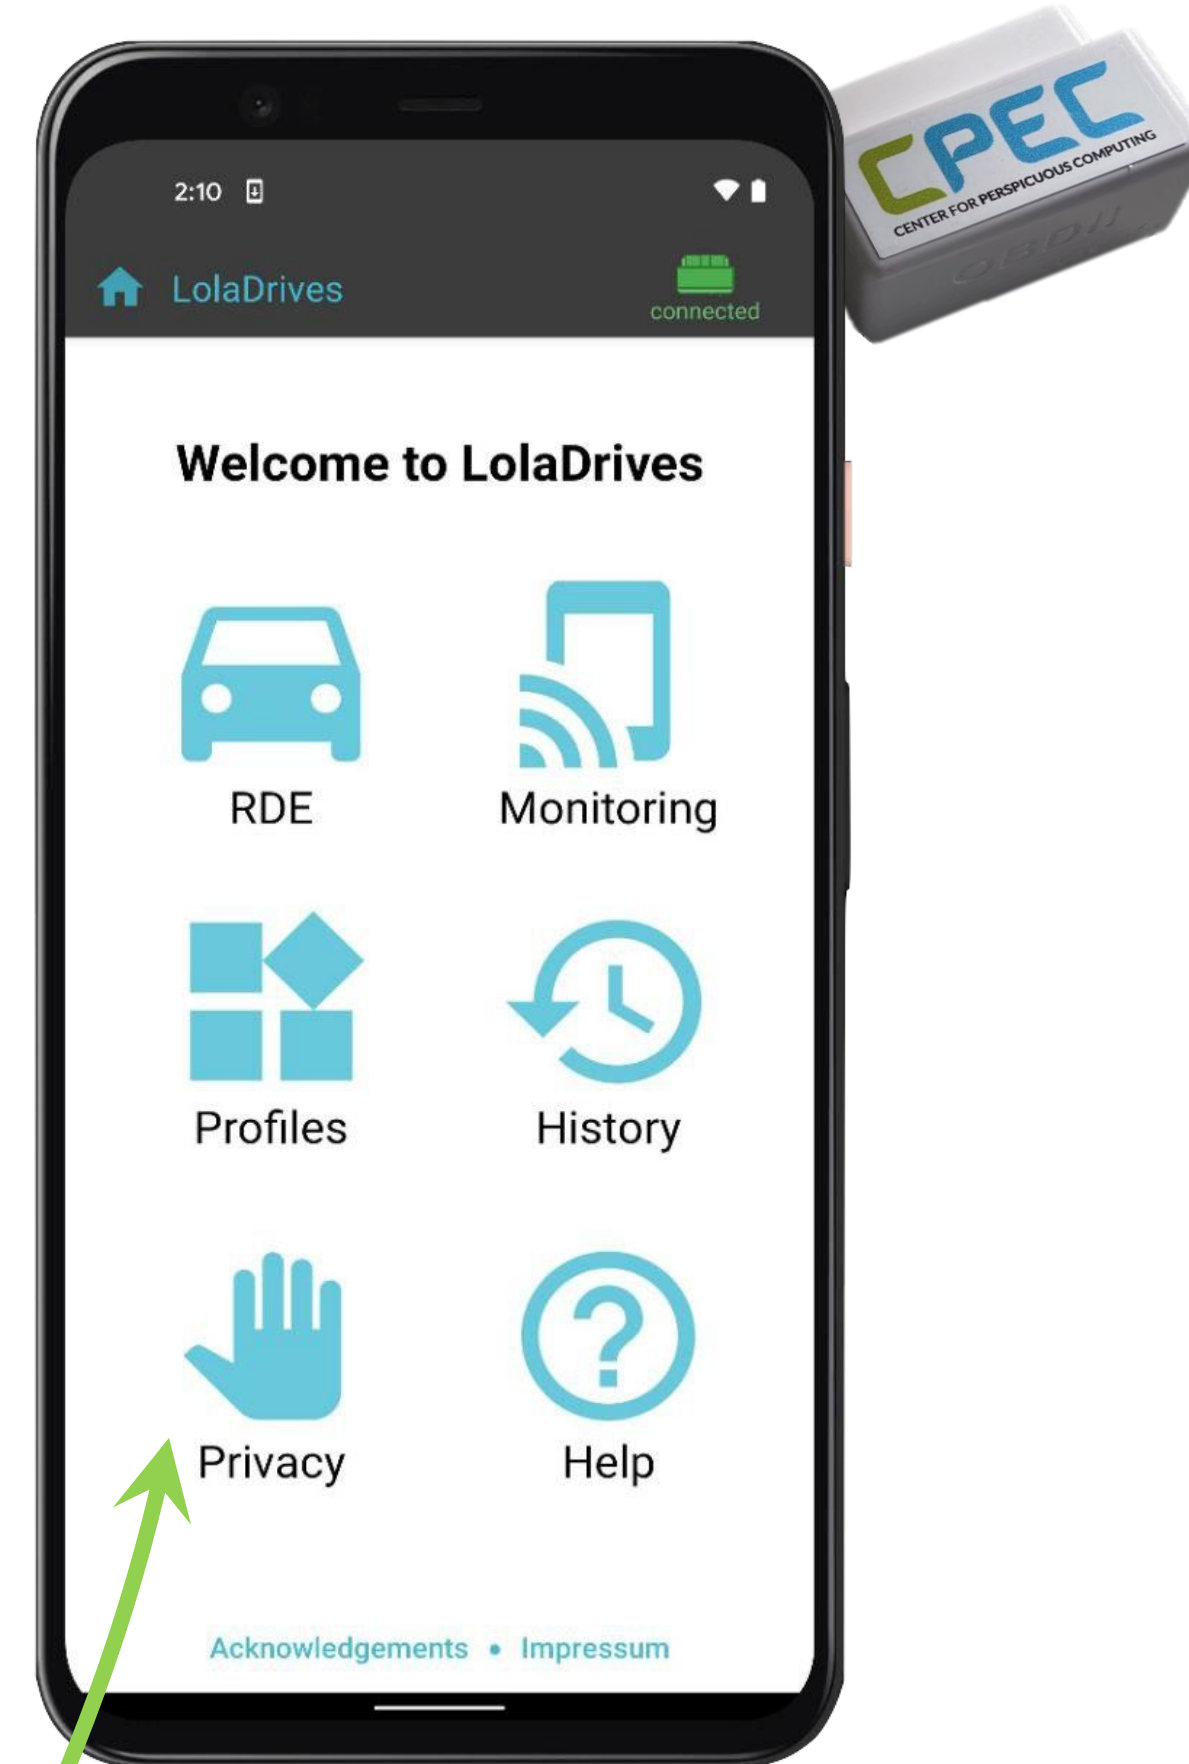 CPEC
CENTER FOR PERSPICUOUS COMPUTING
OBDII
2:10
LolaDrives
connected
Welcome to LolaDrives
RDE
Monitoring
Profiles
History
Privacy
Help
Acknowledgements • Impressum